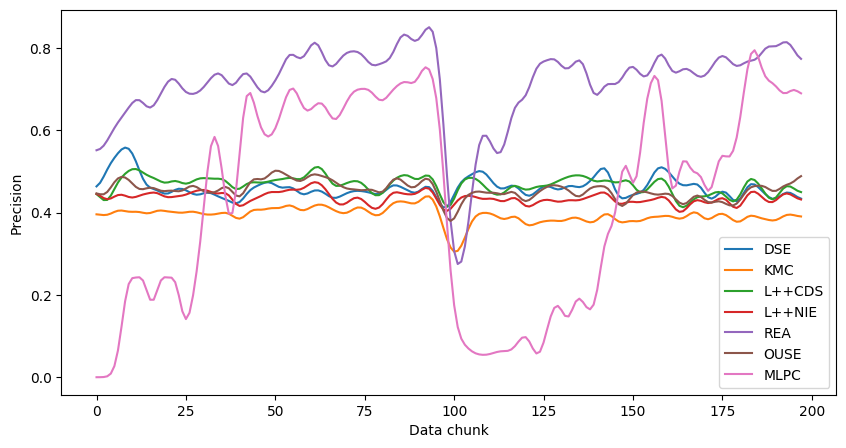 Precision
0.8
0.6
0.4
0.2
0.0
0
25
50
75
100
125
150
175
200
Data chunk
DSE
KMC
L++CDS
L++NIE
REA
OUSE
MLPC